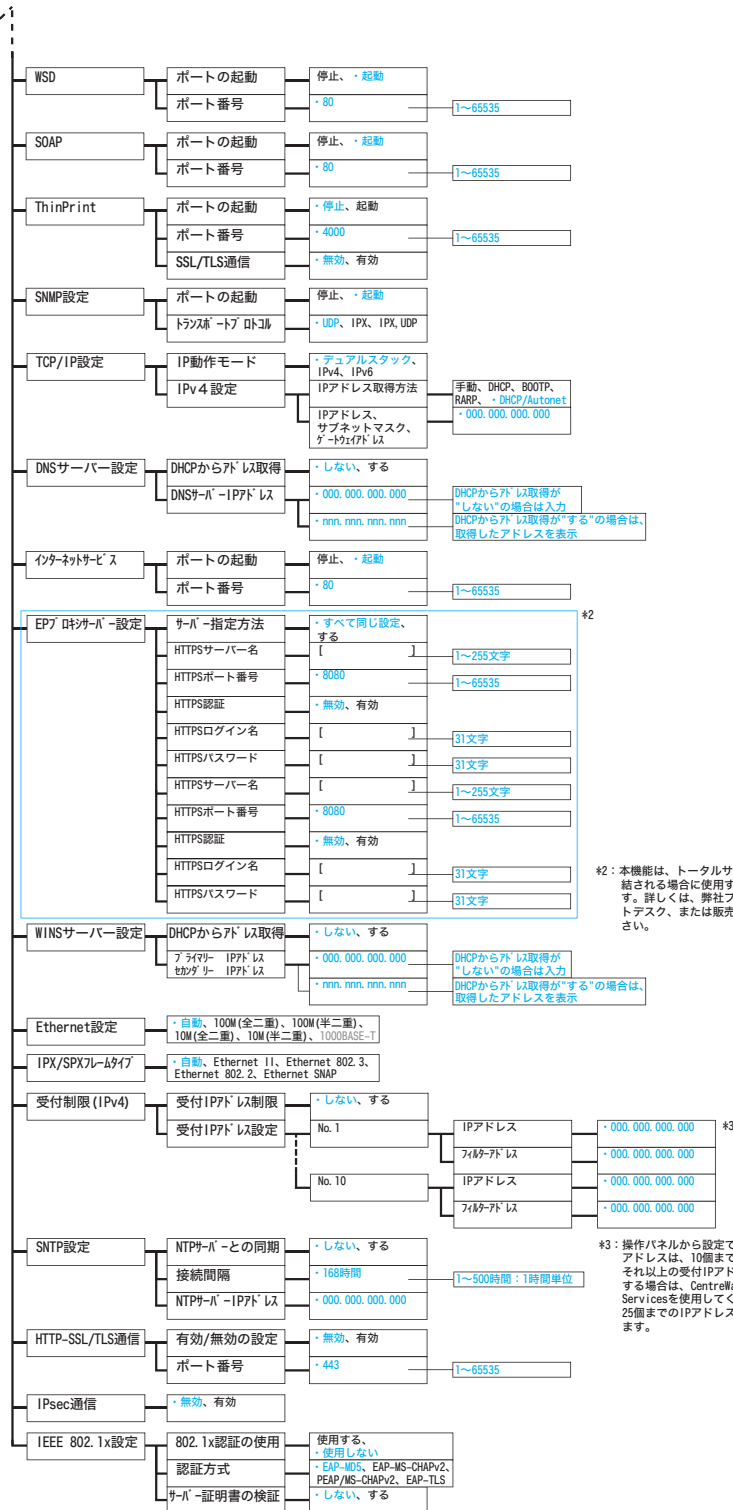 WSD ポートの起動 停止、・起動
ポート番号 ・80 1～65535
SOAP ポートの起動 停止、・起動
ポート番号 ・80 1～65535
ThinPrint ポートの起動 ・停止、起動
ポート番号 ・4000 1～65535
SSL/TLS通信 ・無効、有効
SNMP設定 ポートの起動 停止、・起動
ﾄﾗﾝｽﾎﾟｰﾄﾌﾟﾛﾄｺﾙ ・UDP、IPX、IPX,UDP
TCP/IP設定 IP動作モード ・デュアルスタック、
IPv4、IPv6
IPv４設定 IPアドレス取得方法 手動、DHCP、BOOTP、
RARP、・DHCP/Autonet
IPアドレス、 ・000.000.000.000
サブネットマスク、
ｹﾞｰﾄｳｪｲｱﾄﾞﾚｽ
DNSサーバー設定 DHCPからｱﾄﾞﾚｽ取得 ・しない、する
DNSｻｰﾊﾞｰIPｱﾄﾞﾚｽ ・000.000.000.000 DHCPからｱﾄﾞﾚｽ取得が
"しない"の場合は入力
・nnn.nnn.nnn.nnn DHCPからｱﾄﾞﾚｽ取得が"する"の場合は、
取得したアドレスを表示
ｲﾝﾀｰﾈｯﾄｻｰﾋﾞｽ ポートの起動 停止、・起動
ポート番号 ・80 1～65535
*2
EPﾌﾟﾛｷｼｻｰﾊﾞｰ設定 ｻｰﾊﾞｰ指定方法 ・すべて同じ設定、
する
HTTPSサーバー名 [ ] 1～255文字
HTTPSポート番号 ・8080 1～65535
HTTPS認証 ・無効、有効
HTTPSログイン名 [ ] 31文字
HTTPSパスワード [ ] 31文字
HTTPSサーバー名 [ ] 1～255文字
HTTPSポート番号 ・8080 1～65535
HTTPS認証 ・無効、有効
HTTPSログイン名 [ ] 31文字
HTTPSパスワード [ ] 31文字
*2：本機能は、トータルサ
結される場合に使用す
す。詳しくは、弊社プ
トデスク、または販売
さい。
WINSサーバー設定 DHCPからｱﾄﾞﾚｽ取得 ・しない、する
ﾌﾟﾗｲﾏﾘｰ IPｱﾄﾞﾚｽ ・000.000.000.000 DHCPからｱﾄﾞﾚｽ取得が
ｾｶﾝﾀﾞﾘｰ IPｱﾄﾞﾚｽ "しない"の場合は入力
・nnn.nnn.nnn.nnn DHCPからｱﾄﾞﾚｽ取得が"する"の場合は、
取得したアドレスを表示
Ethernet設定 ・自動、100M(全二重)、100M(半二重)、
10M(全二重)、10M(半二重)、1000BASE-T
IPX/SPXﾌﾚｰﾑﾀｲﾌﾟ ・自動、Ethernet II、Ethernet 802.3、
Ethernet 802.2、Ethernet SNAP
受付制限(IPv4) 受付IPｱﾄﾞﾚｽ制限 ・しない、する
受付IPｱﾄﾞﾚｽ設定 No.1 IPアドレス ・000.000.000.000 *3
ﾌｨﾙﾀｰｱﾄﾞﾚｽ ・000.000.000.000
No.10 IPアドレス ・000.000.000.000
ﾌｨﾙﾀｰｱﾄﾞﾚｽ ・000.000.000.000
*3：操作パネルから設定で
アドレスは、10個まで
それ以上の受付IPアド
する場合は、CentreWa
Servicesを使用してく
25個までのIPアドレス
ます。
SNTP設定 NTPｻｰﾊﾞｰとの同期 ・しない、する
接続間隔 ・168時間 1～500時間：1時間単位
NTPｻｰﾊﾞｰIPｱﾄﾞﾚｽ ・000.000.000.000
HTTP-SSL/TLS通信 有効/無効の設定 ・無効、有効
ポート番号 ・443 1～65535
IPsec通信 ・無効、有効
IEEE 802.1x設定 802.1x認証の使用 使用する、
・使用しない
認証方式 ・EAP-MD5、EAP-MS-CHAPv2、
PEAP/MS-CHAPv2、EAP-TLS
ｻｰﾊﾞｰ証明書の検証 ・しない、する